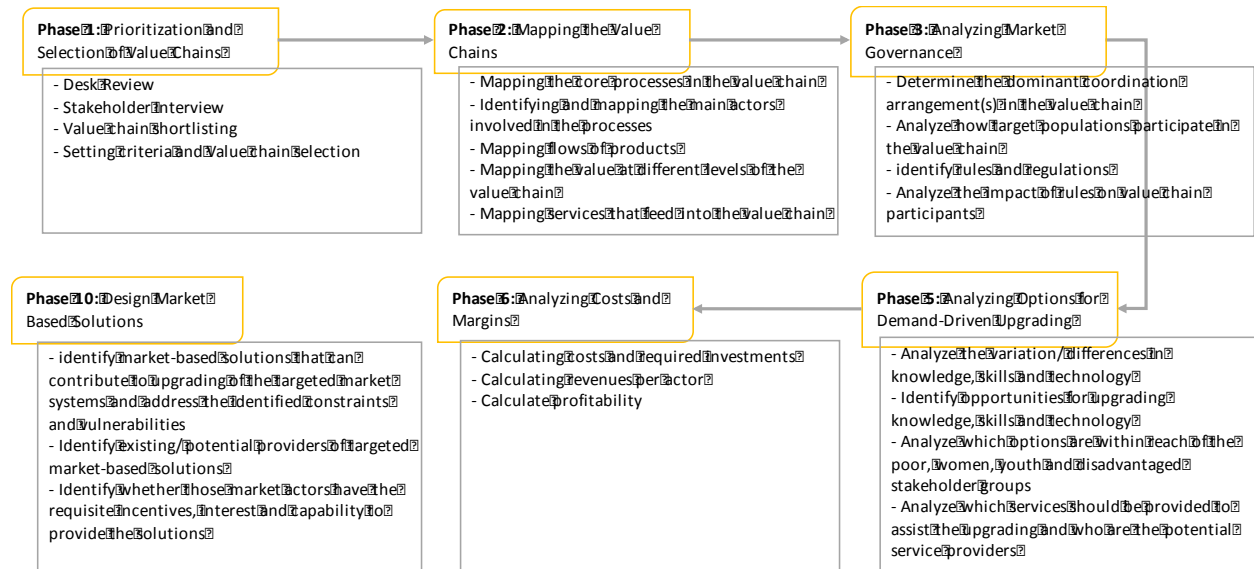 Phase 1: Prioritization and
Selection of Value Chains
- Desk Review
- Stakeholder Interview
- Value chain shortlisting
- Setting criteria and Value chain selection
Phase 2: Mapping the Value
Chains
- Mapping the core processes in the value chain
- Identifying and mapping the main actors
involved in the processes
- Mapping flows of products
- Mapping the value at different levels of the
value chain
- Mapping services that feed into the value chain
Phase 3: Analyzing Market
Governance
- Determine the dominant coordination
arrangement(s) in the value chain
- Analyze how target populations participate in
the value chain
- identify rules and regulations
- Analyze the impact of rules on value chain
participants
Phase 10: Design Market
Based Solutions
- identify market-based solutions that can
contribute to upgrading of the targeted market
systems and address the identified constraints
and vulnerabilities
- Identify existing/ potential providers of targeted
market-based solutions
- Identify whether those market actors have the
requisite incentives, interest and capability to
provide the solutions
Phase 6: Analyzing Costs and
Margins
- Calculating costs and required investments
- Calculating revenues per actor
- Calculate profitability
Phase 5: Analyzing Options for
Demand-Driven Upgrading
- Analyze the variation/ differences in
knowledge, skills and technology
- Identify opportunities for upgrading
knowledge, skills and technology
- Analyze which options are within reach of the
poor, women, youth and disadvantaged
stakeholder groups
- Analyze which services should be provided to
assist the upgrading and who are the potential
service providers